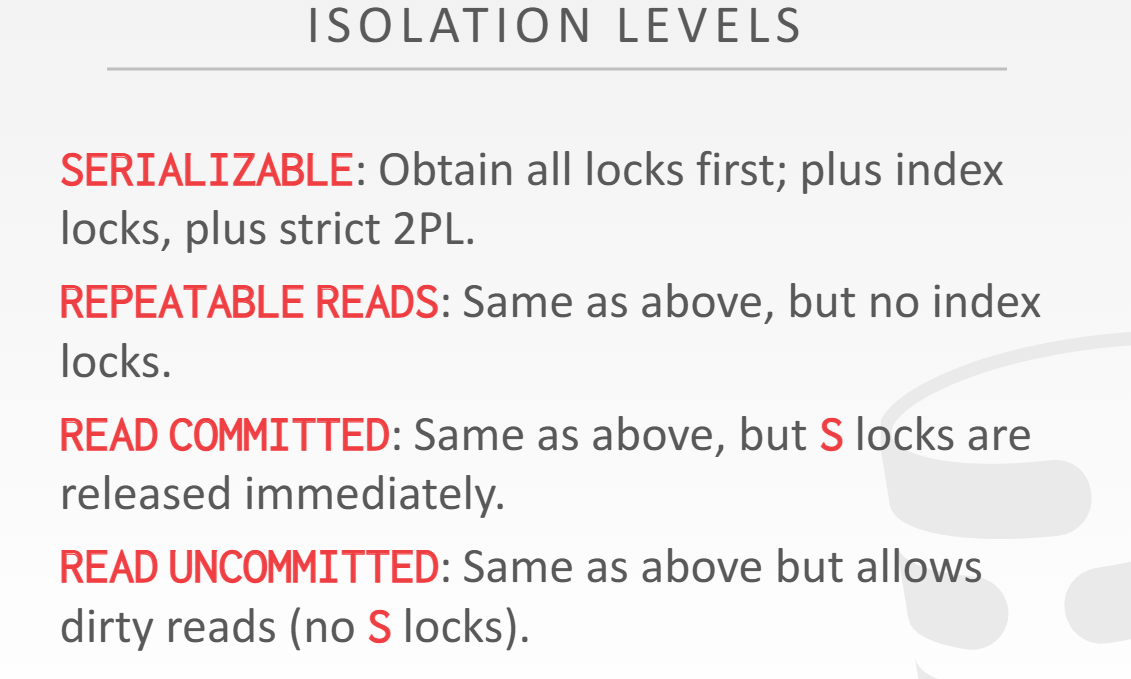 ISOLATION LEVELS
SERIALIZABLE: Obtain all locks first; plus index
locks, plus strict 2PL.
REPEATABLE READS: Same as above, but no index
locks.
READ COMMITTED: Same as above, but S locks are
released immediately.
READ UNCOMMITTED: Same as above but allows
dirty reads (no S locks).